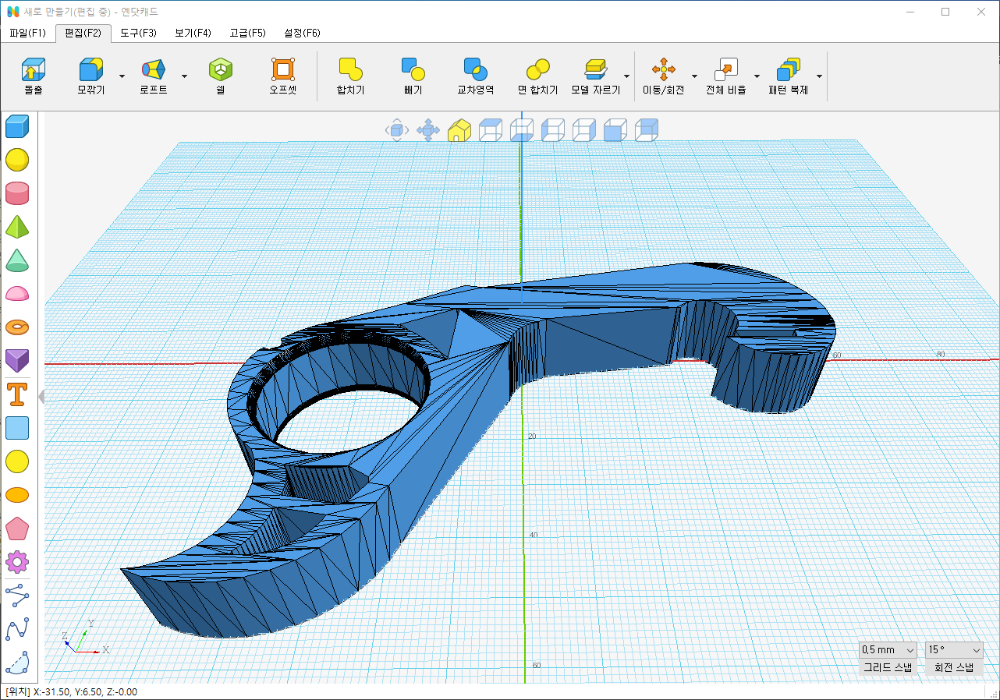 새로 만들기(편집 중) - 엔닷캐드
파일(F1) 편집(F2) 도구(F3) 보기(F4) 고급(F5) 설정(F6)
돌출 모깎기 로프트 쉘 오프셋 합치기 빼기 교차영역 면 합치기 모델 자르기 이동/회전 전체 비율 패턴 복제
60 80
20
40
60
Y
Z
X
0,5 mm 15 °
그리드 스냅 회전 스냅
[위치] X:-31.50, Y:6.50, Z:-0.00